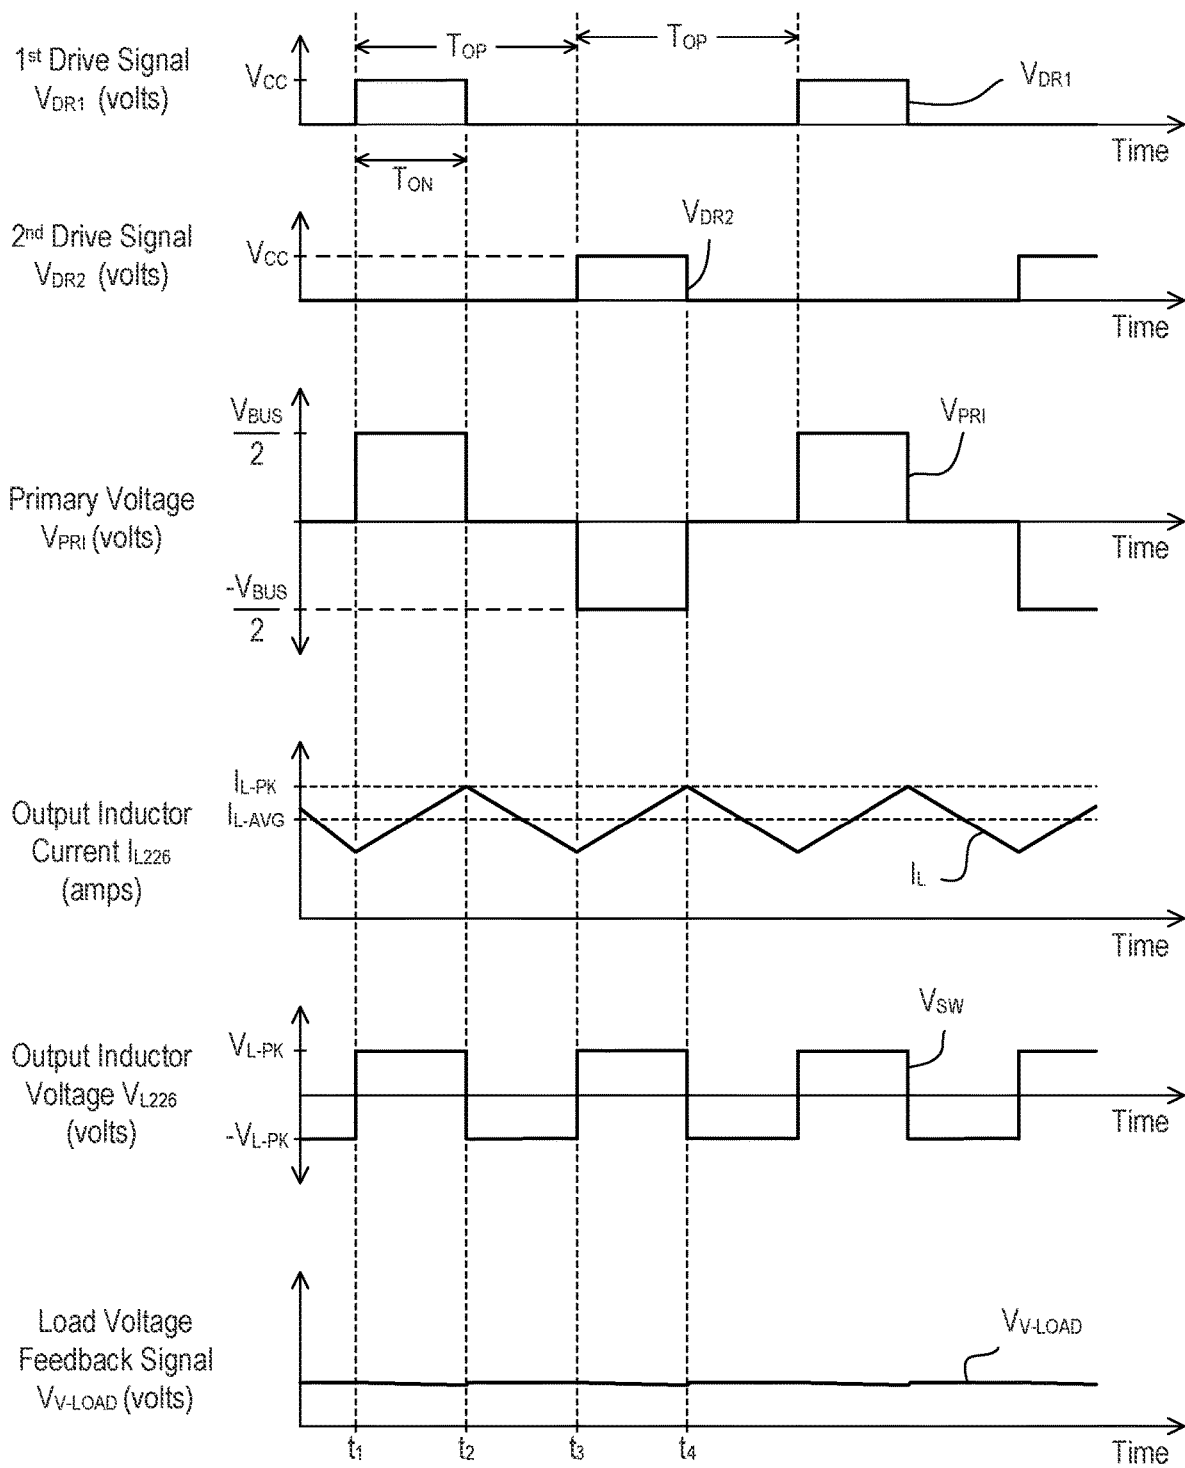 1st Drive Signal
VDR1 (volts)
VCC
TOP
TOP
VDR1
Time
TON
2nd Drive Signal
VDR2 (volts)
VCC
VDR2
Time
Primary Voltage
VPRI (volts)
VBUS
2
-VBUS
2
VPRI
Time
Output Inductor
Current IL226
(amps)
IL-PK
IL-AVG
IL
Time
Output Inductor
Voltage VL226
(volts)
VL-PK
-VL-PK
VSW
Time
Load Voltage
Feedback Signal
VV-LOAD (volts)
VV-LOAD
t1 t2 t3 t4 Time